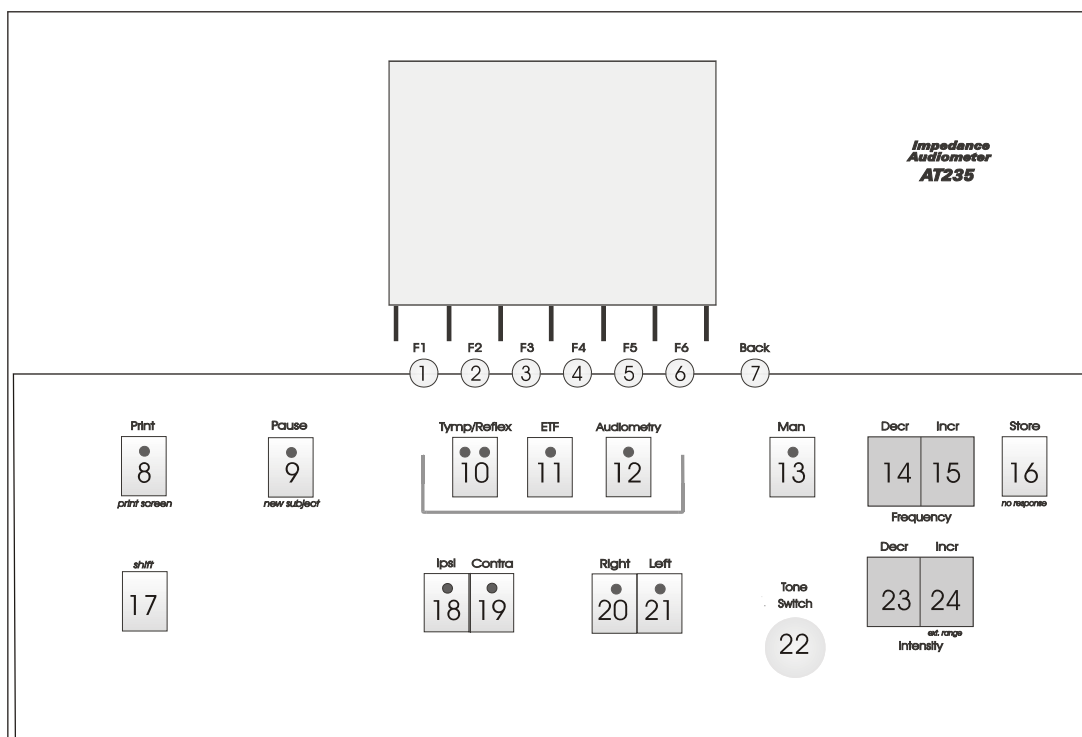 Impedance
Audiometer
AT235
F1 F2 F3 F4 F5 F6 Back
1 2 3 4 5 6 7
Print Pause Tymp/Reflex ETF Audiometry Man Decr Incr Store
8 9 10 11 12 13 14 15 16
print screen new subject Frequency no response
shift Ipsi Contra Right Left Tone Switch Decr Incr
17 18 19 20 21 22 23 24
ext. range
Intensity